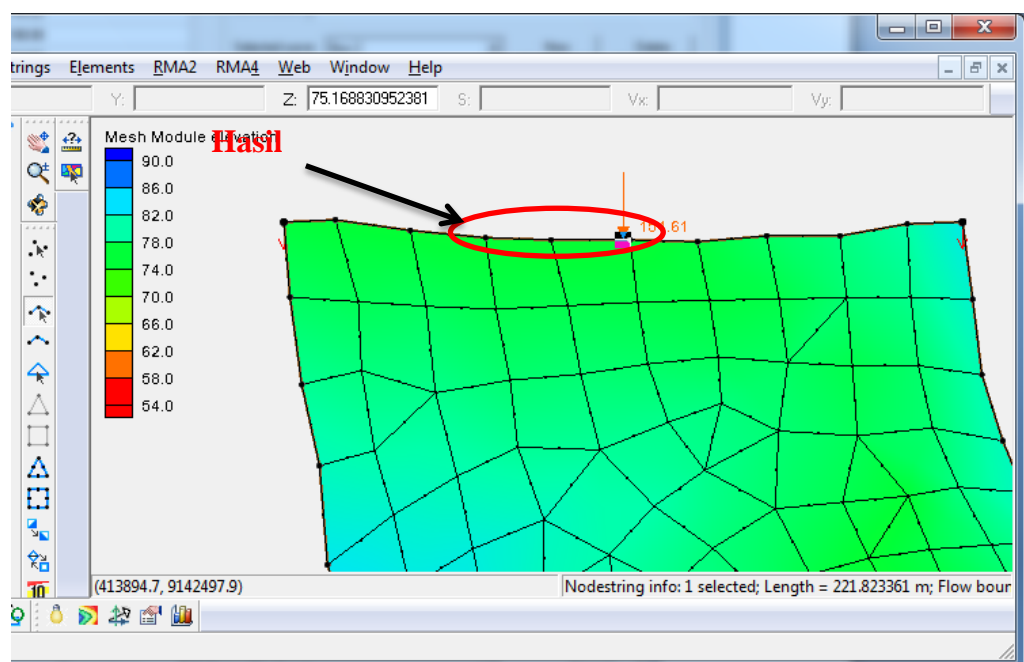 trings Elements RMA2 RMA4 Web Window Help
Y: Z: 75.168830952381 S: Vx: Vy:
Mesh Module elevation
Hasil
90.0
86.0
82.0
78.0
74.0
70.0
66.0
62.0
58.0
54.0
(413894.7, 9142497.9) Nodestring info: 1 selected; Length = 221.823361 m; Flow bour
10